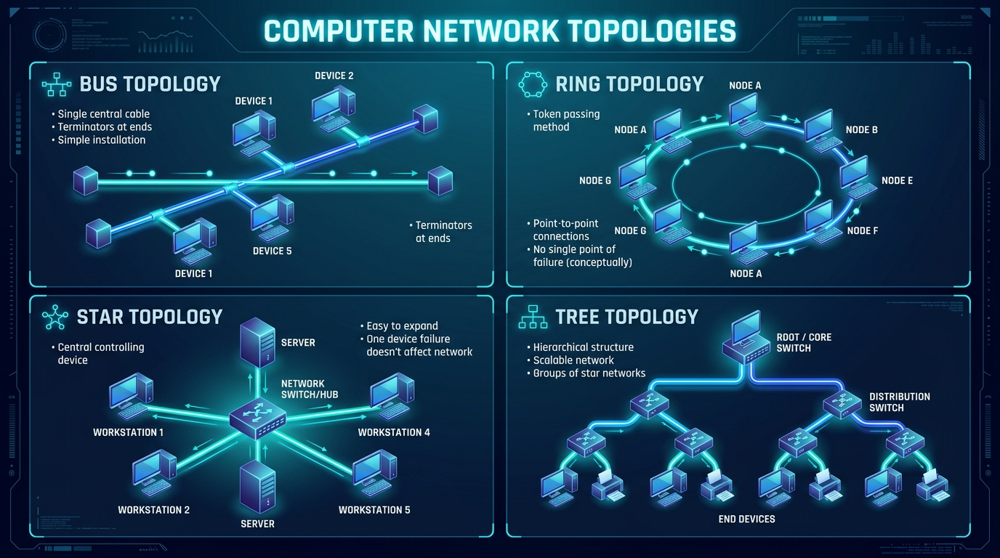 COMPUTER NETWORK TOPOLOGIES
BUS TOPOLOGY
• Single central cable
• Terminators at ends
• Simple installation
DEVICE 1
DEVICE 2
DEVICE 5
DEVICE 1
• Terminators
at ends
RING TOPOLOGY
• Token passing
method
NODE A
NODE A
NODE B
NODE G
NODE E
NODE G
NODE F
NODE A
• Point-to-point
connections
• No single point of
failure (conceptually)
STAR TOPOLOGY
• Central controlling
device
• Easy to expand
• One device failure
doesn't affect network
SERVER
NETWORK
SWITCH/HUB
WORKSTATION 1
WORKSTATION 4
WORKSTATION 2
WORKSTATION 5
SERVER
TREE TOPOLOGY
• Hierarchical structure
• Scalable network
• Groups of star networks
RDOT / CORE
SWITCH
DISTRIBUTION
SWITCH
END DEVICES